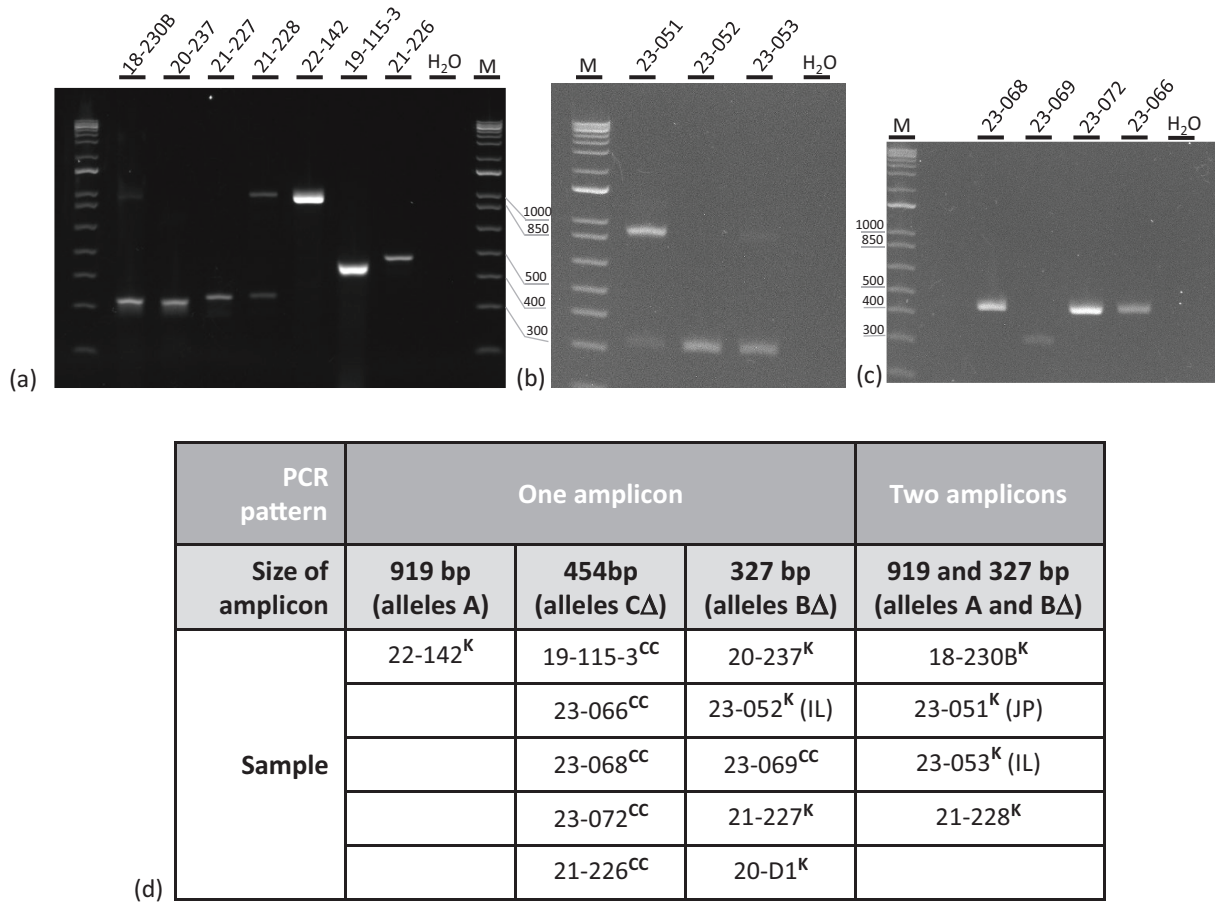 18-230B
20-237
21-227
21-228
22-142
19-115-3
21-226
H₂O
M
1000
850
500
400
300
(a)
M
23-051
23-052
23-053
H₂O
(b)
M
23-068
23-069
23-072
23-066
H₂O
1000
850
500
400
300
(c)
PCR pattern One amplicon Two amplicons
Size of amplicon 919 bp (alleles A) 454bp (alleles CΔ) 327 bp (alleles BΔ) 919 and 327 bp (alleles A and BΔ)
Sample
22-142ᴷ 19-115-3ᶜᶜ 20-237ᴷ 18-230Bᴷ
23-066ᶜᶜ 23-052ᴷ (IL) 23-051ᴷ (JP)
23-068ᶜᶜ 23-069ᶜᶜ 23-053ᴷ (IL)
23-072ᶜᶜ 21-227ᴷ 21-228ᴷ
21-226ᶜᶜ 20-D1ᴷ
(d)